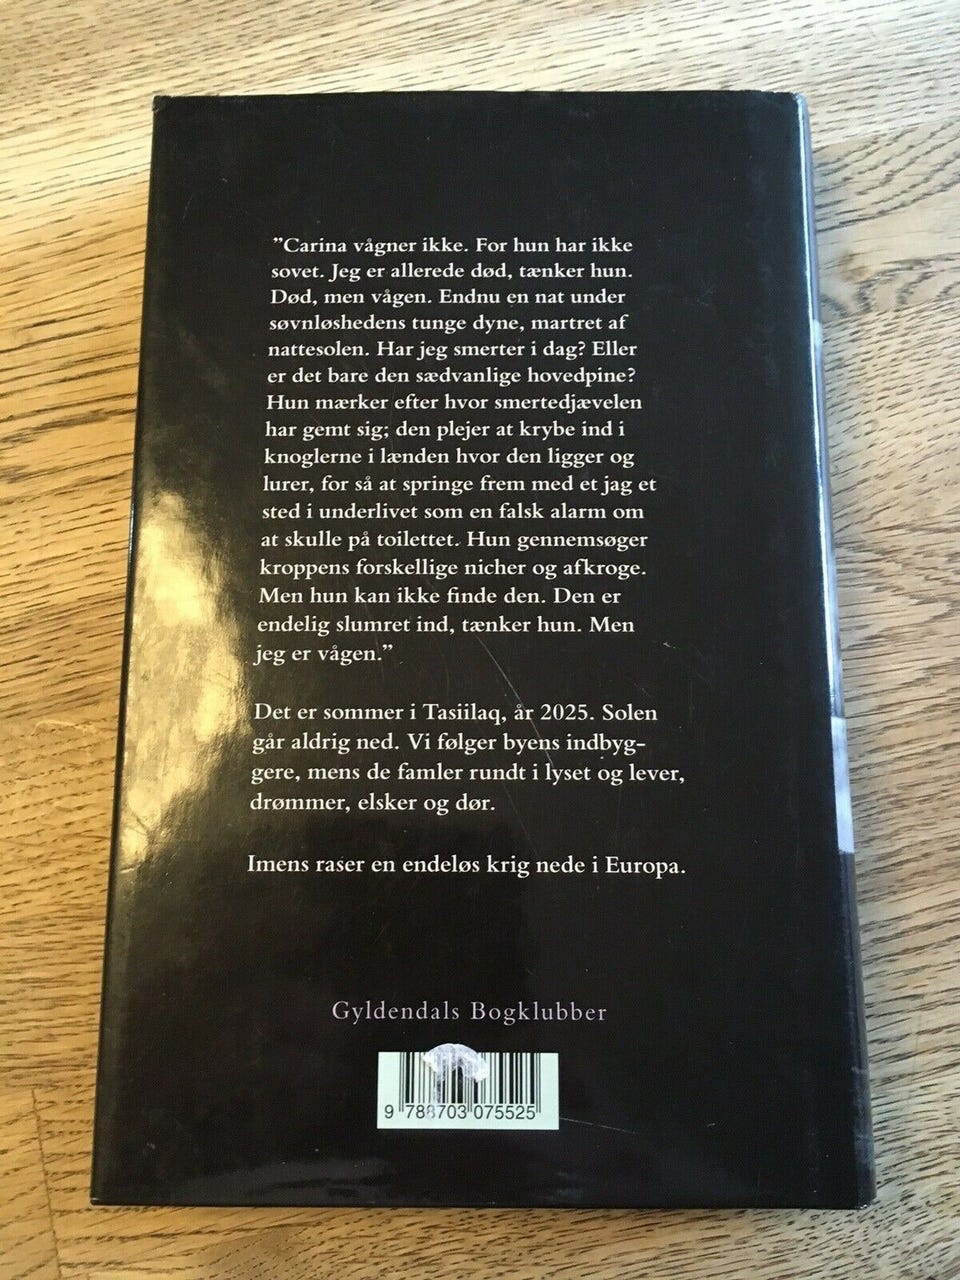 ”Carina vågner ikke. For hun har ikke
sovet. Jeg er allerede død, tænker hun.
Død, men vågen. Endnu en nat under
søvnløshedens tunge dyne, martret af
nattesolen. Har jeg smerter i dag? Eller
er det bare den sædvanlige hovedpine?
Hun mærker efter hvor smertedjævelen
har gemt sig; den plejer at krybe ind i
knoglerne i lænden hvor den ligger og
lurer, for så at springe frem med et jag et
sted i underlivet som en falsk alarm om
at skulle på toilettet. Hun gennemsøger
kroppens forskellige nicher og afkroge.
Men hun kan ikke finde den. Den er
endelig slumret ind, tænker hun. Men
jeg er vågen.”
Det er sommer i Tasiilaq, år 2025. Solen
går aldrig ned. Vi følger byens indbyg-
gere, mens de famler rundt i lyset og lever,
drømmer, elsker og dør.
Imens raser en endeløs krig nede i Europa.
Gyldendals Bogklubber
9 788703 075525